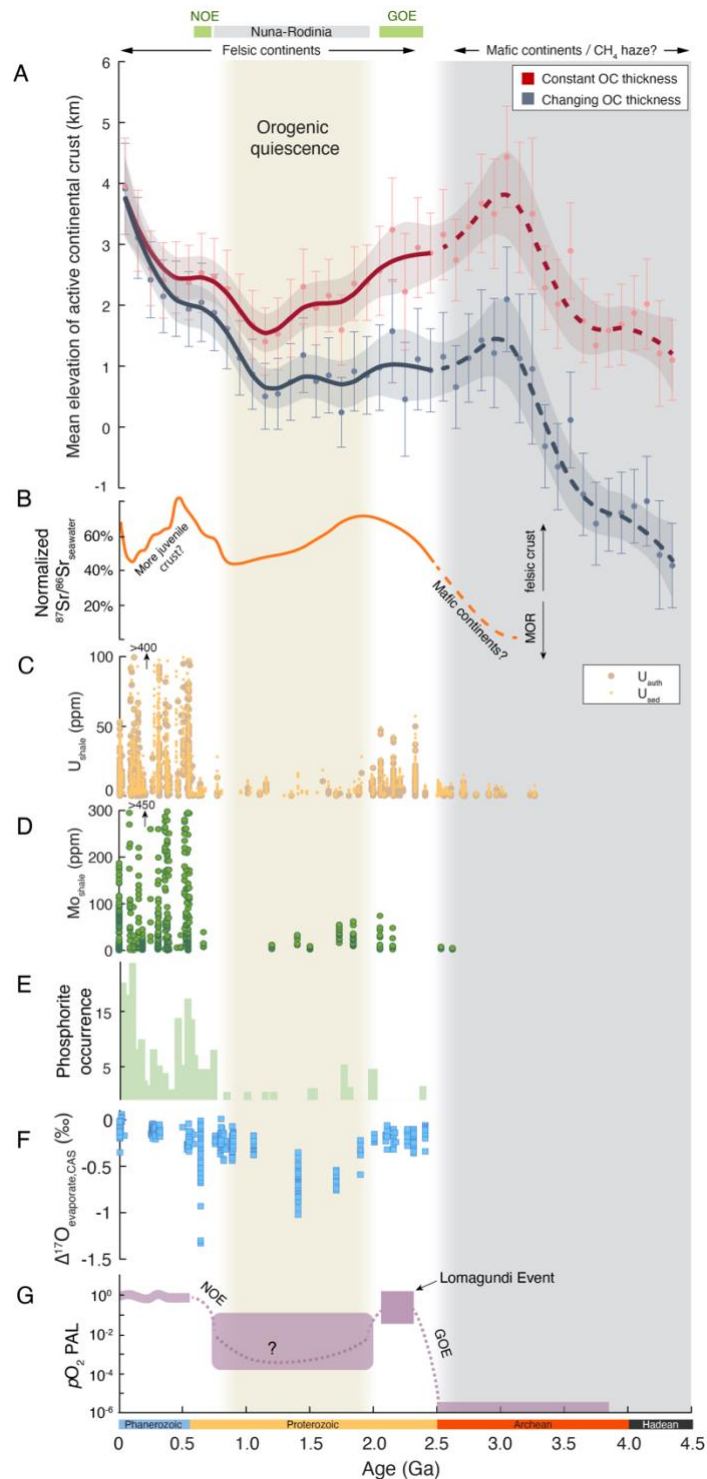 NOE
GOE
Nuna-Rodinia
Felsic continents
Mafic continents / CH₄ haze?
A
6
5
4
3
2
1
0
-1
Mean elevation of active continental crust (km)
Constant OC thickness
Changing OC thickness
Orogenic
quiescence
B
60%
40%
20%
Normalized
⁸⁷Sr/⁸⁶Sr seawater
More juvenile
crust?
Mafic continents?
felsic crust
MOR
C
>400
100
50
0
U shale (ppm)
U auth
U sed
D
>450
300
200
100
0
Mo shale (ppm)
E
15
5
Phosphorite
occurrence
F
0
-0.5
-1
-1.5
Δ¹⁷O evaporate,CAS (‰)
G
10⁰
10⁻²
10⁻⁴
10⁻⁶
pO₂ PAL
NOE
?
Lomagundi Event
GOE
Phanerozoic
Proterozoic
Archean
Hadean
0 0.5 1.0 1.5 2.0 2.5 3.0 3.5 4.0 4.5
Age (Ga)